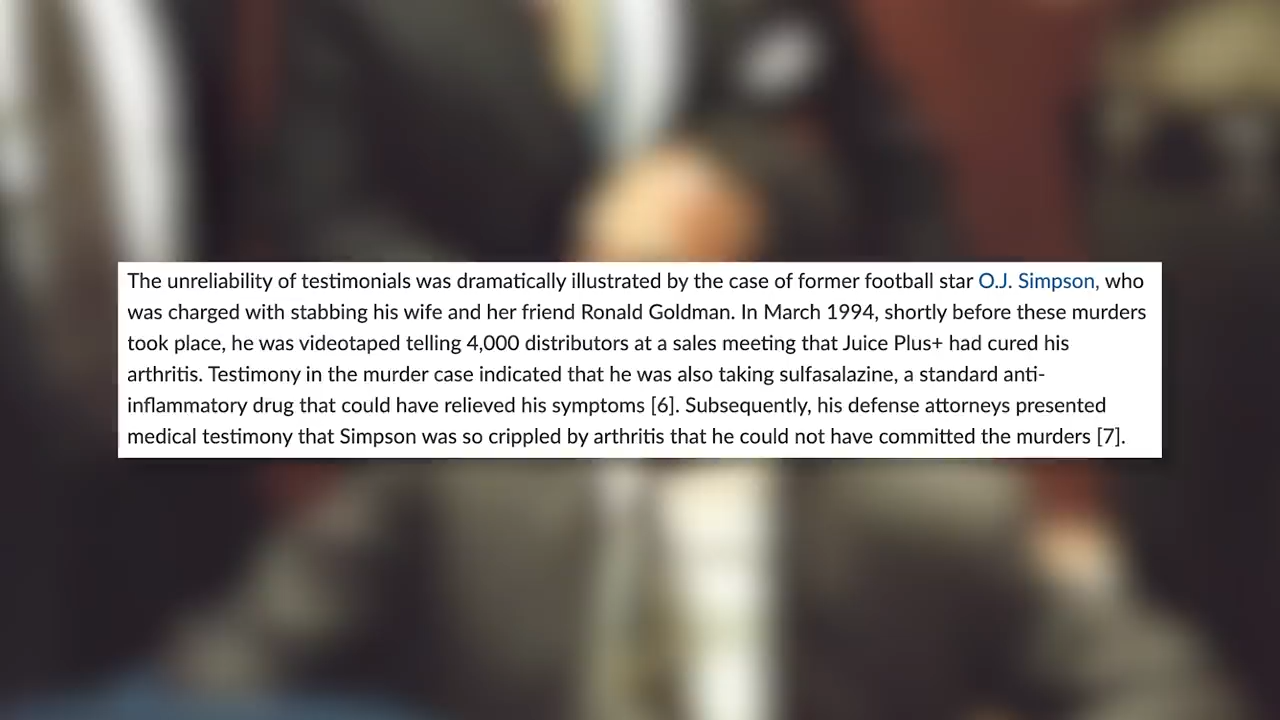 The unreliability of testimonials was dramatically illustrated by the case of former football star O.J. Simpson, who
was charged with stabbing his wife and her friend Ronald Goldman. In March 1994, shortly before these murders
took place, he was videotaped telling 4,000 distributors at a sales meeting that Juice Plus+ had cured his
arthritis. Testimony in the murder case indicated that he was also taking sulfasalazine, a standard anti-
inflammatory drug that could have relieved his symptoms [6]. Subsequently, his defense attorneys presented
medical testimony that Simpson was so crippled by arthritis that he could not have committed the murders [7].